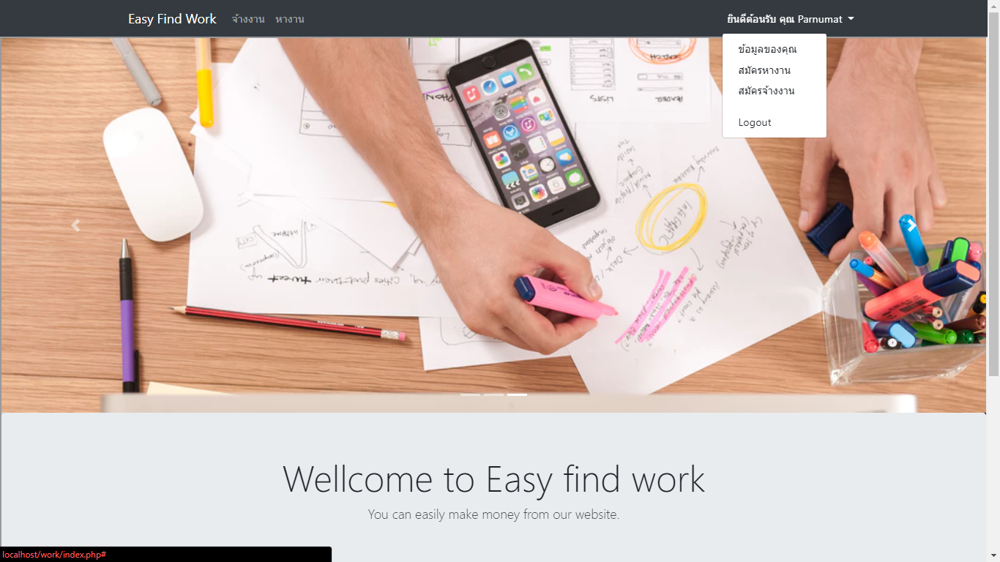 Easy Find Work จ้างงาน หางาน ยินดีต้อนรับ คุณ Parnumat
ข้อมูลของคุณ
สมัครหางาน
สมัครจ้างงาน
Logout
LISTS
HEADER
INFOGRAPHIC
Wellcome to Easy find work
You can easily make money from our website.
localhost/work/index.php#